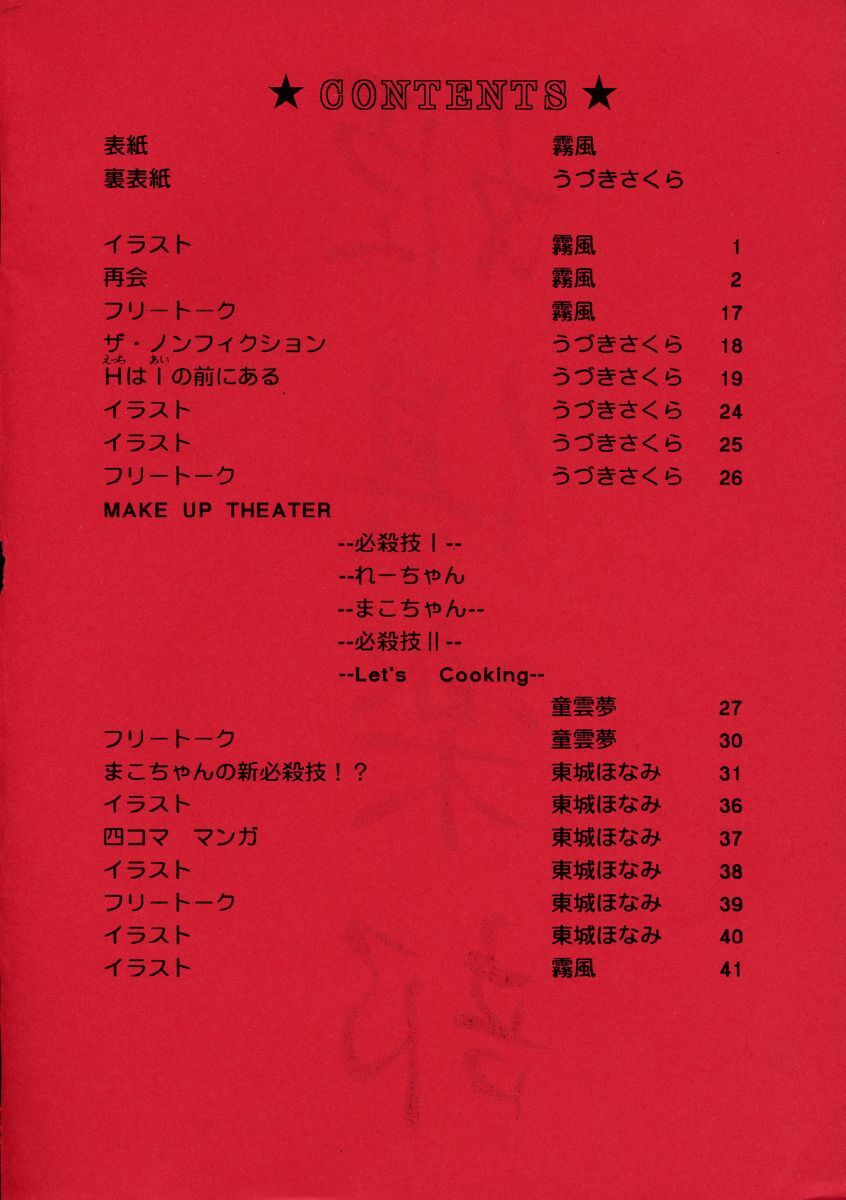 ★ CONTENTS ★
表紙 霧風
裏表紙 うづきさくら
イラスト 霧風 1
再会 霧風 2
フリートーク 霧風 17
ザ・ノンフィクション うづきさくら 18
えっち あい
HはIの前にある うづきさくら 19
イラスト うづきさくら 24
イラスト うづきさくら 25
フリートーク うづきさくら 26
MAKE UP THEATER
--必殺技Ⅰ--
--れーちゃん
--まこちゃん--
--必殺技Ⅱ--
--Let's Cooking--
童雲夢 27
フリートーク 童雲夢 30
まこちゃんの新必殺技！？ 東城ほなみ 31
イラスト 東城ほなみ 36
四コマ マンガ 東城ほなみ 37
イラスト 東城ほなみ 38
フリートーク 東城ほなみ 39
イラスト 東城ほなみ 40
イラスト 霧風 41